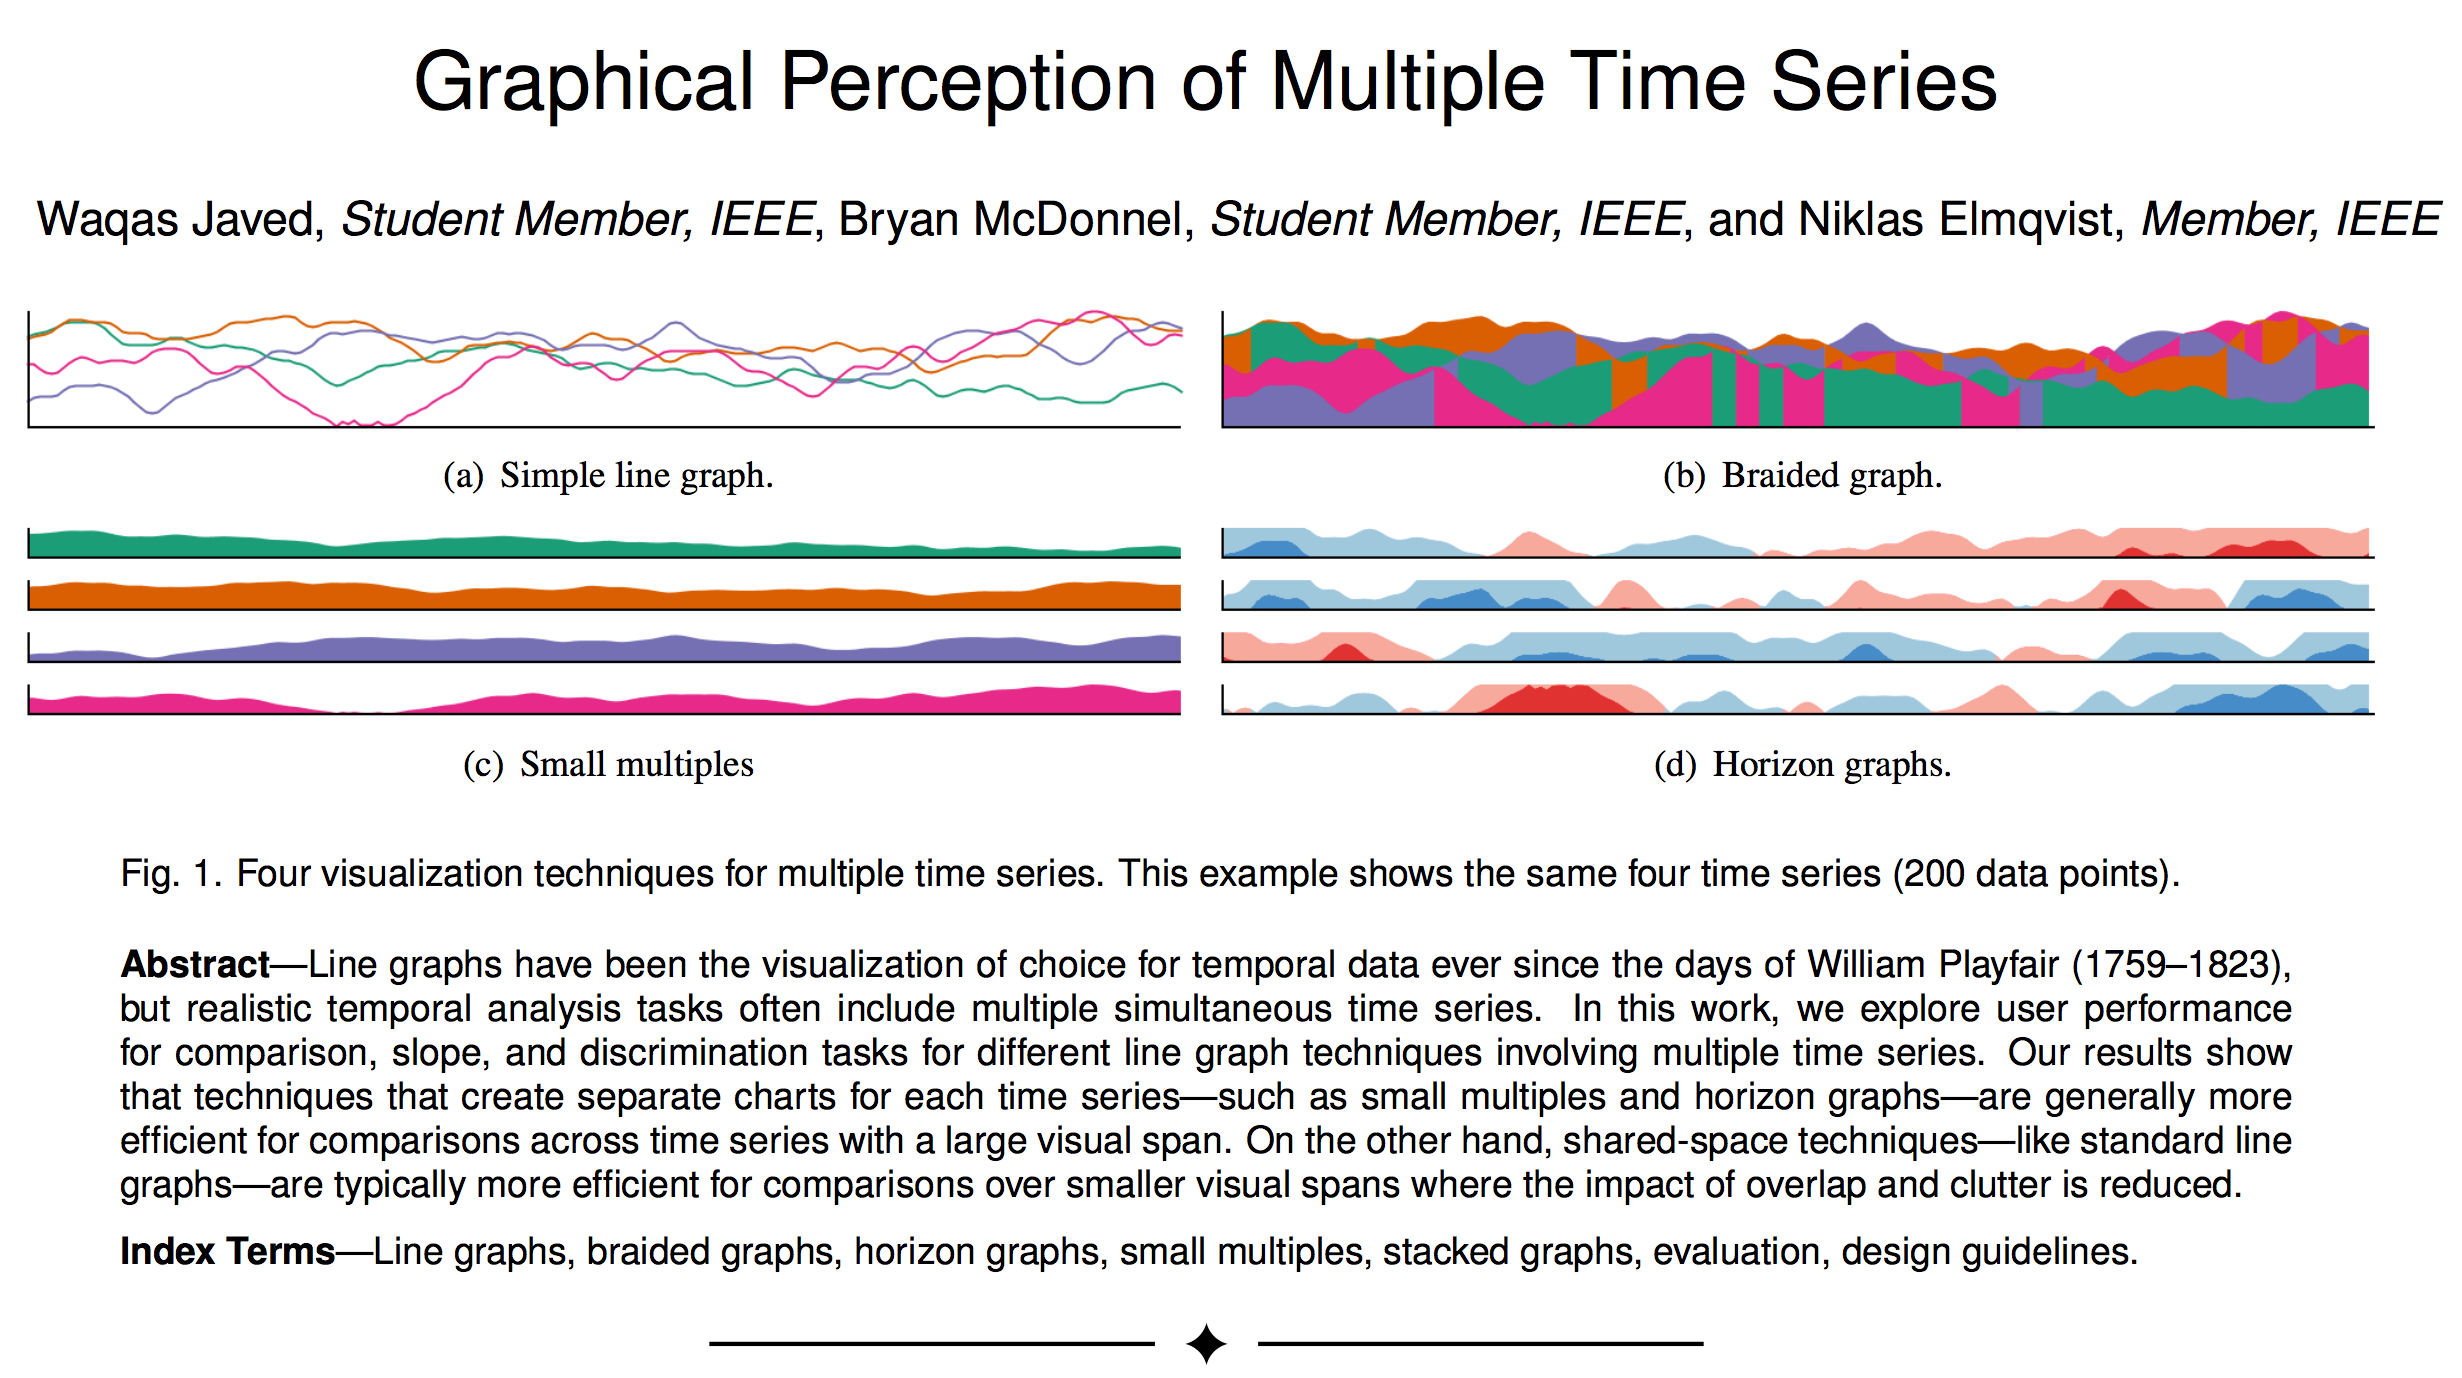 Graphical Perception of Multiple Time Series
Waqas Javed, Student Member, IEEE, Bryan McDonnel, Student Member, IEEE, and Niklas Elmqvist, Member, IEEE
(a) Simple line graph.
(b) Braided graph.
(c) Small multiples
(d) Horizon graphs.
Fig. 1. Four visualization techniques for multiple time series. This example shows the same four time series (200 data points).
Abstract—Line graphs have been the visualization of choice for temporal data ever since the days of William Playfair (1759–1823),
but realistic temporal analysis tasks often include multiple simultaneous time series. In this work, we explore user performance
for comparison, slope, and discrimination tasks for different line graph techniques involving multiple time series. Our results show
that techniques that create separate charts for each time series—such as small multiples and horizon graphs—are generally more
efficient for comparisons across time series with a large visual span. On the other hand, shared-space techniques—like standard line
graphs—are typically more efficient for comparisons over smaller visual spans where the impact of overlap and clutter is reduced.
Index Terms—Line graphs, braided graphs, horizon graphs, small multiples, stacked graphs, evaluation, design guidelines.